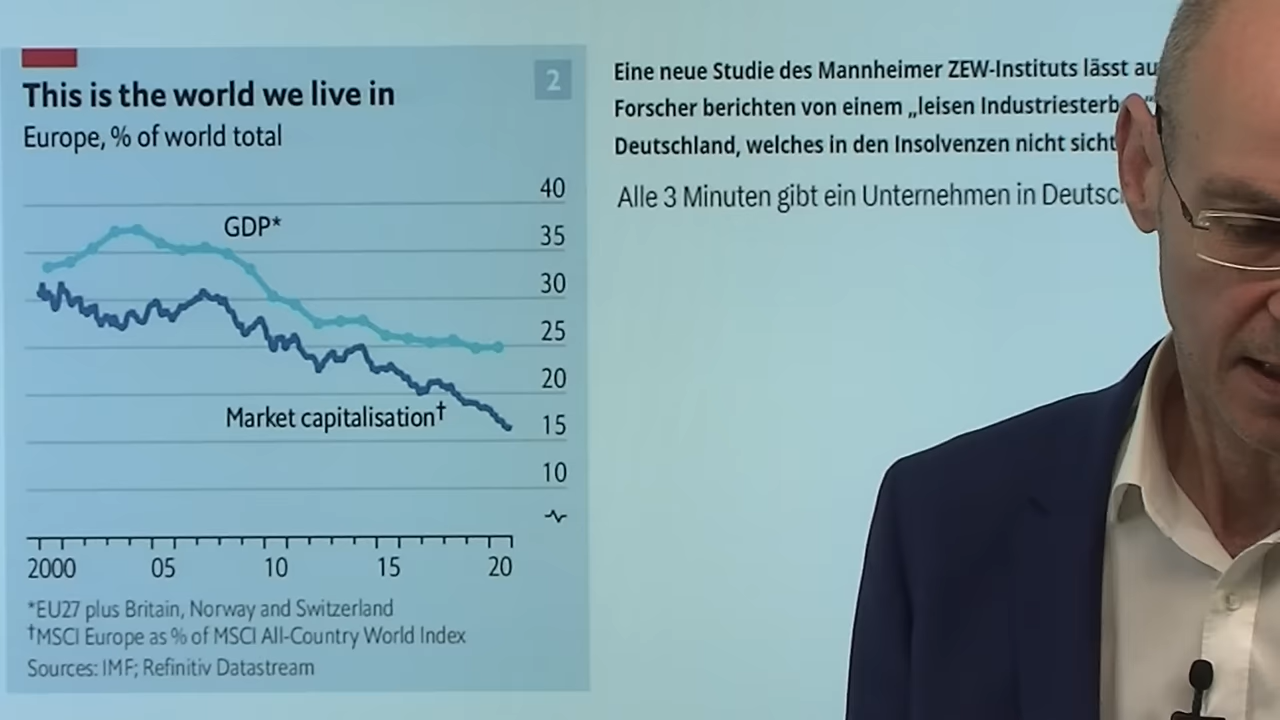 2
This is the world we live in
Europe, % of world total
40
GDP*
35
30
25
20
Market capitalisation†
15
10
2000 05 10 15 20
*EU27 plus Britain, Norway and Switzerland
†MSCI Europe as % of MSCI All-Country World Index
Sources: IMF; Refinitiv Datastream
Eine neue Studie des Mannheimer ZEW-Instituts lässt
Forscher berichten von einem „leisen
Deutschland, welches in den Insolvenzen nicht
Alle 3 Minuten gibt ein Unternehmen in